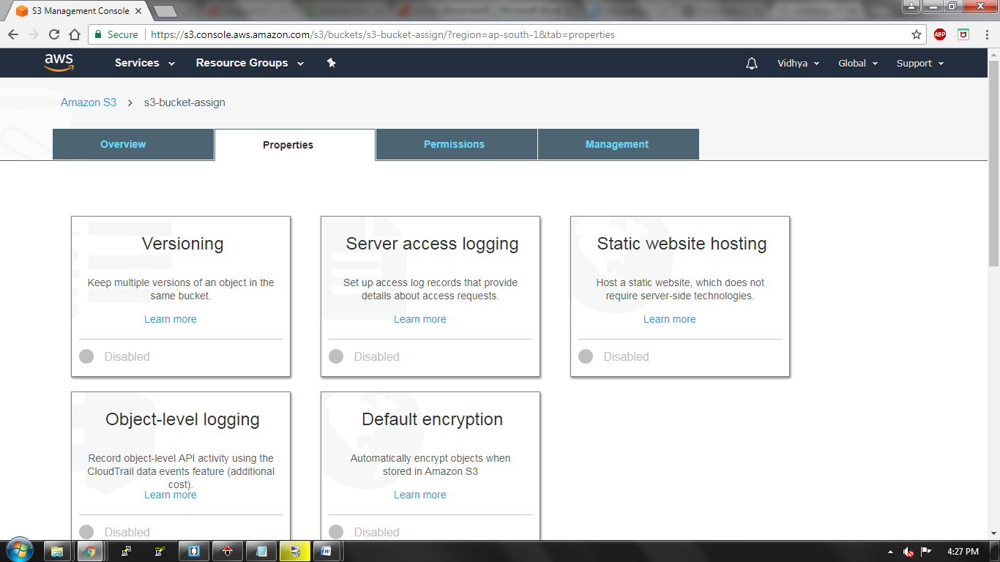 S3 Management Console
Secure https://s3.console.aws.amazon.com/s3/buckets/s3-bucket-assign/?region=ap-south-1&tab=properties
ABP
aws Services Resource Groups Vidhya Global Support
Amazon S3 > s3-bucket-assign
Overview Properties Permissions Management
Versioning
Keep multiple versions of an object in the
same bucket.
Learn more
Disabled
Server access logging
Set up access log records that provide
details about access requests.
Learn more
Disabled
Static website hosting
Host a static website, which does not
require server-side technologies.
Learn more
Disabled
Object-level logging
Record object-level API activity using the
CloudTrail data events feature (additional
cost).
Learn more
Disabled
Default encryption
Automatically encrypt objects when
stored in Amazon S3
Learn more
Disabled
4:27 PM